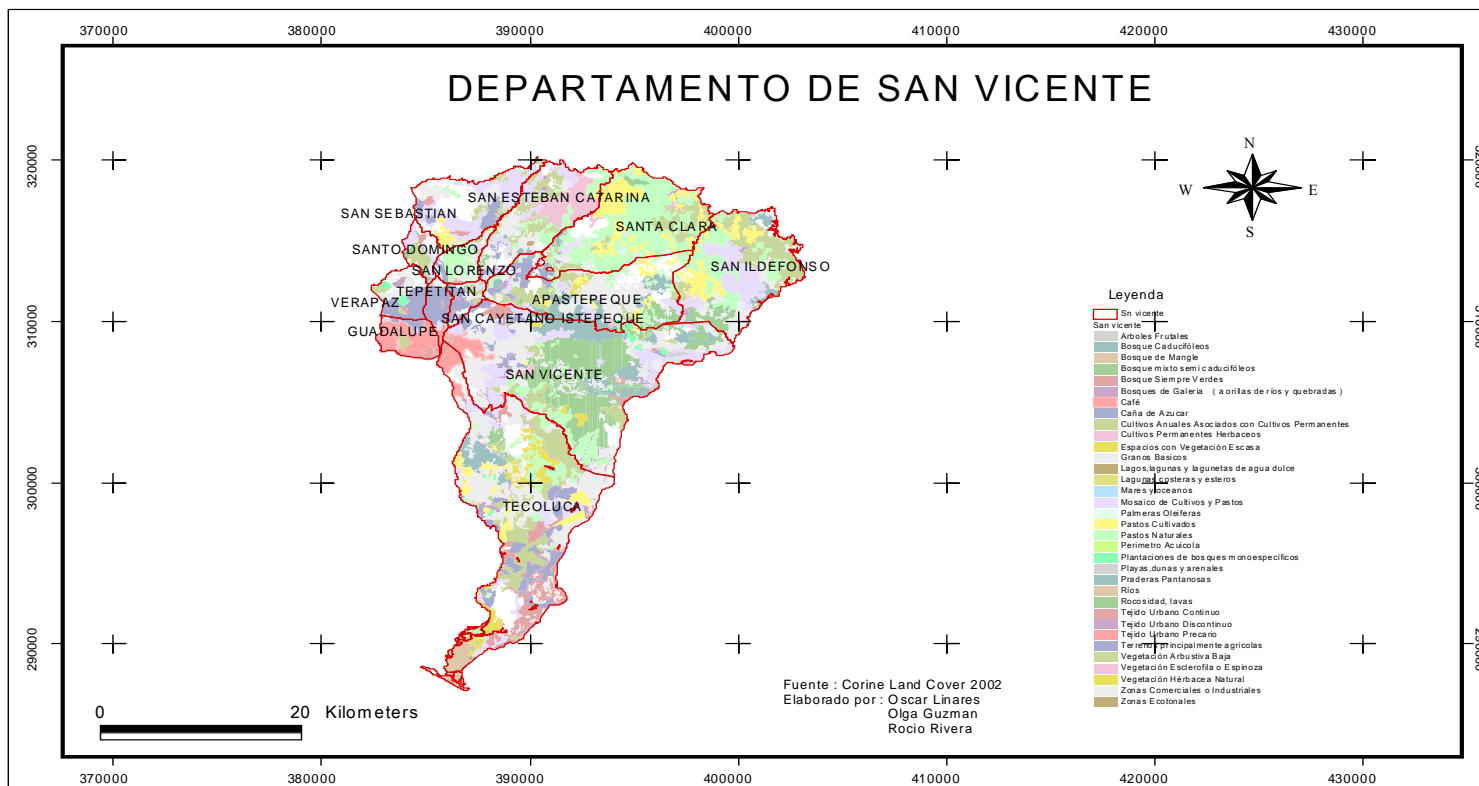 370000 380000 390000 400000 410000 420000 430000
DEPARTAMENTO DE SAN VICENTE
320000 320000
N
W E
S
SAN ESTEBAN CATARINA
SAN SEBASTIAN
SANTA CLARA
SANTO DOMINGO
SAN LORENZO
SAN ILDEFONSO
TEPETITAN
VERAPAZ
APASTEPEQUE
SAN CAYETANO ISTEPEQUE
GUADALUPE
310000 310000
SAN VICENTE
300000 300000
TECOLUCA
290000 290000
Leyenda
Sn vicente
San vicente
Arboles Frutales
Bosque Caducifóleos
Bosque de Mangle
Bosque mixto semi caducifóleos
Bosque Siempre Verdes
Bosques de Galeria ( a orillas de ríos y quebradas )
Café
Caña de Azucar
Cultivos Anuales Asociados con Cultivos Permanentes
Cultivos Permanentes Herbaceos
Espacios con Vegetación Escasa
Granos Basicos
Lagos,lagunas y lagunetas de agua dulce
Lagunas costeras y esteros
Mares y oceanos
Mosaico de Cultivos y Pastos
Palmeras Oleíferas
Pastos Cultivados
Pastos Naturales
Perimetro Acuicola
Plantaciones de bosques monoespecíficos
Playas,dunas y arenales
Praderas Pantanosas
Ríos
Rocosidad, lavas
Tejido Urbano Continuo
Tejido Urbano Discontinuo
Tejido Urbano Precario
Terrenos principalmente agrícolas
Vegetación Arbustiva Baja
Vegetación Esclerofila o Espinoza
Vegetación Hérbacea Natural
Zonas Comerciales o Industriales
Zonas Ecotonales
Fuente : Corine Land Cover 2002
Elaborado por : Oscar Linares
Olga Guzman
Rocio Rivera
0 20 Kilometers
370000 380000 390000 400000 410000 420000 430000